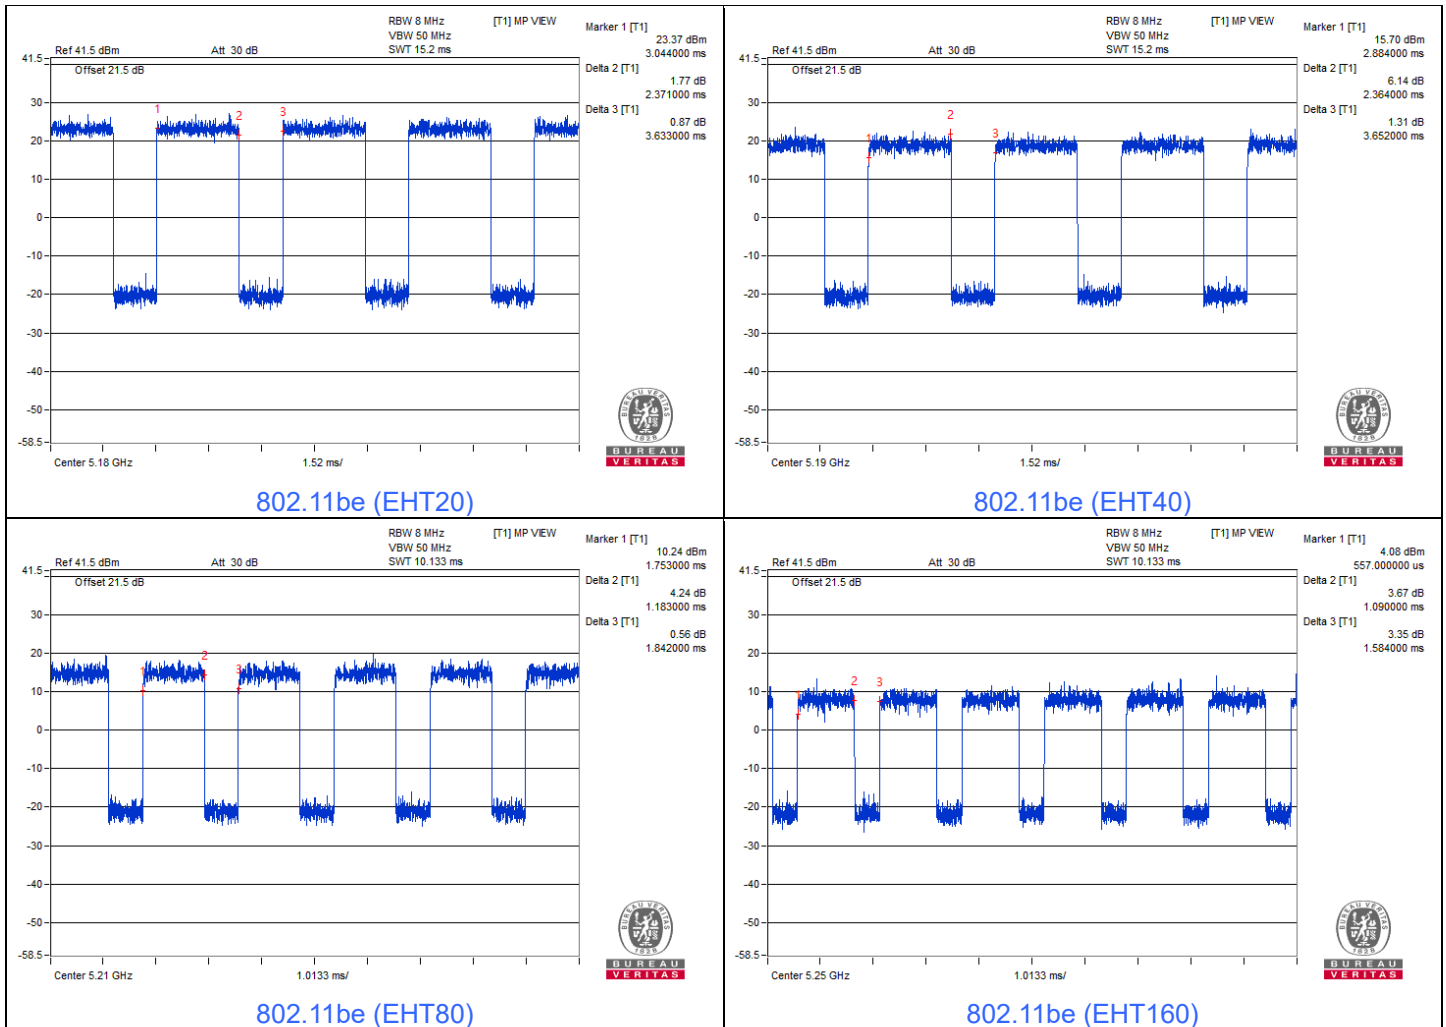 RBW 8 MHz [T1] MP VIEW
VBW 50 MHz
Ref 41.5 dBm Att 30 dB SWT 15.2 ms
Marker 1 [T1]
23.37 dBm
3.044000 ms
Delta 2 [T1]
1.77 dB
2.371000 ms
Delta 3 [T1]
0.87 dB
3.633000 ms
41.5
Offset 21.5 dB
30
20
10
0
-10
-20
-30
-40
-50
-58.5
1
2
3
Center 5.18 GHz 1.52 ms/
BUREAU VERITAS
1828
BUREAU
VERITAS
802.11be (EHT20)
RBW 8 MHz [T1] MP VIEW
VBW 50 MHz
Ref 41.5 dBm Att 30 dB SWT 15.2 ms
Marker 1 [T1]
15.70 dBm
2.884000 ms
Delta 2 [T1]
6.14 dB
2.364000 ms
Delta 3 [T1]
1.31 dB
3.652000 ms
41.5
Offset 21.5 dB
30
20
10
0
-10
-20
-30
-40
-50
-58.5
1
2
3
Center 5.19 GHz 1.52 ms/
BUREAU VERITAS
1828
BUREAU
VERITAS
802.11be (EHT40)
RBW 8 MHz [T1] MP VIEW
VBW 50 MHz
Ref 41.5 dBm Att 30 dB SWT 10.133 ms
Marker 1 [T1]
10.24 dBm
1.753000 ms
Delta 2 [T1]
4.24 dB
1.183000 ms
Delta 3 [T1]
0.56 dB
1.842000 ms
41.5
Offset 21.5 dB
30
20
10
0
-10
-20
-30
-40
-50
-58.5
1
2
3
Center 5.21 GHz 1.0133 ms/
BUREAU VERITAS
1828
BUREAU
VERITAS
802.11be (EHT80)
RBW 8 MHz [T1] MP VIEW
VBW 50 MHz
Ref 41.5 dBm Att 30 dB SWT 10.133 ms
Marker 1 [T1]
4.08 dBm
557.000000 us
Delta 2 [T1]
3.67 dB
1.090000 ms
Delta 3 [T1]
3.35 dB
1.584000 ms
41.5
Offset 21.5 dB
30
20
10
0
-10
-20
-30
-40
-50
-58.5
1
2
3
Center 5.25 GHz 1.0133 ms/
BUREAU VERITAS
1828
BUREAU
VERITAS
802.11be (EHT160)